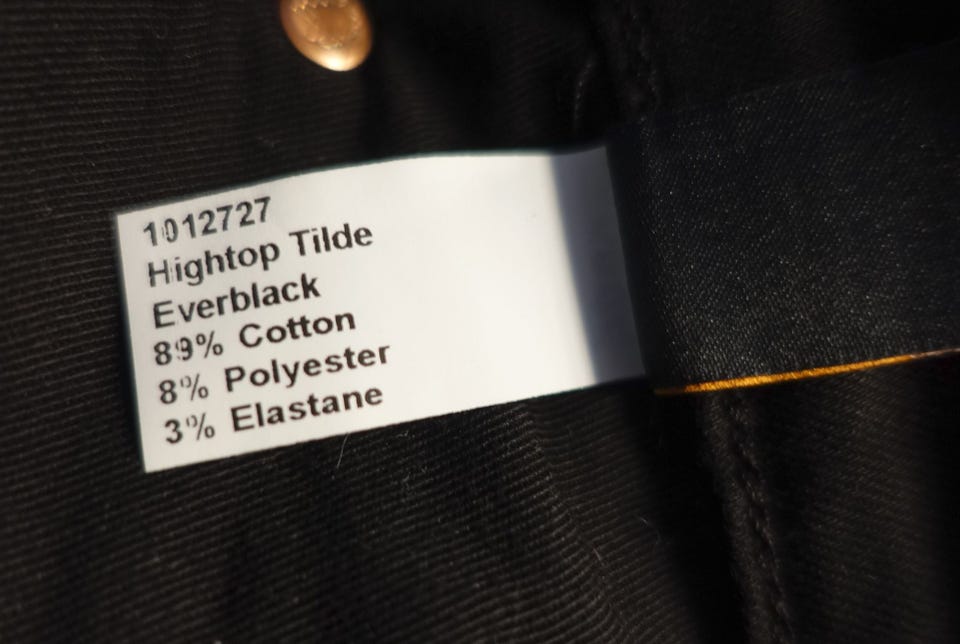 1012727
Hightop Tilde
Everblack
89% Cotton
8% Polyester
3% Elastane